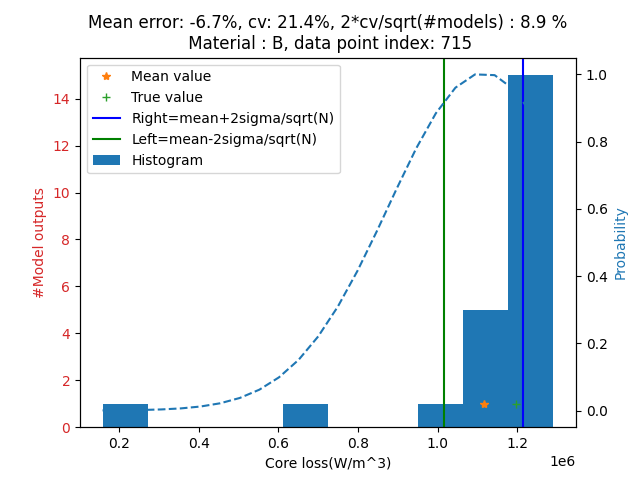 Mean error: -6.7%, cv: 21.4%, 2*cv/sqrt(#models) : 8.9 %
Material : B, data point index: 715
Mean value
True value
Right=mean+2sigma/sqrt(N)
Left=mean-2sigma/sqrt(N)
Histogram
#Model outputs
14
12
10
8
6
4
2
0
1.0
0.8
0.6
0.4
0.2
0.0
Probability
0.2 0.4 0.6 0.8 1.0 1.2
1e6
Core loss(W/m^3)